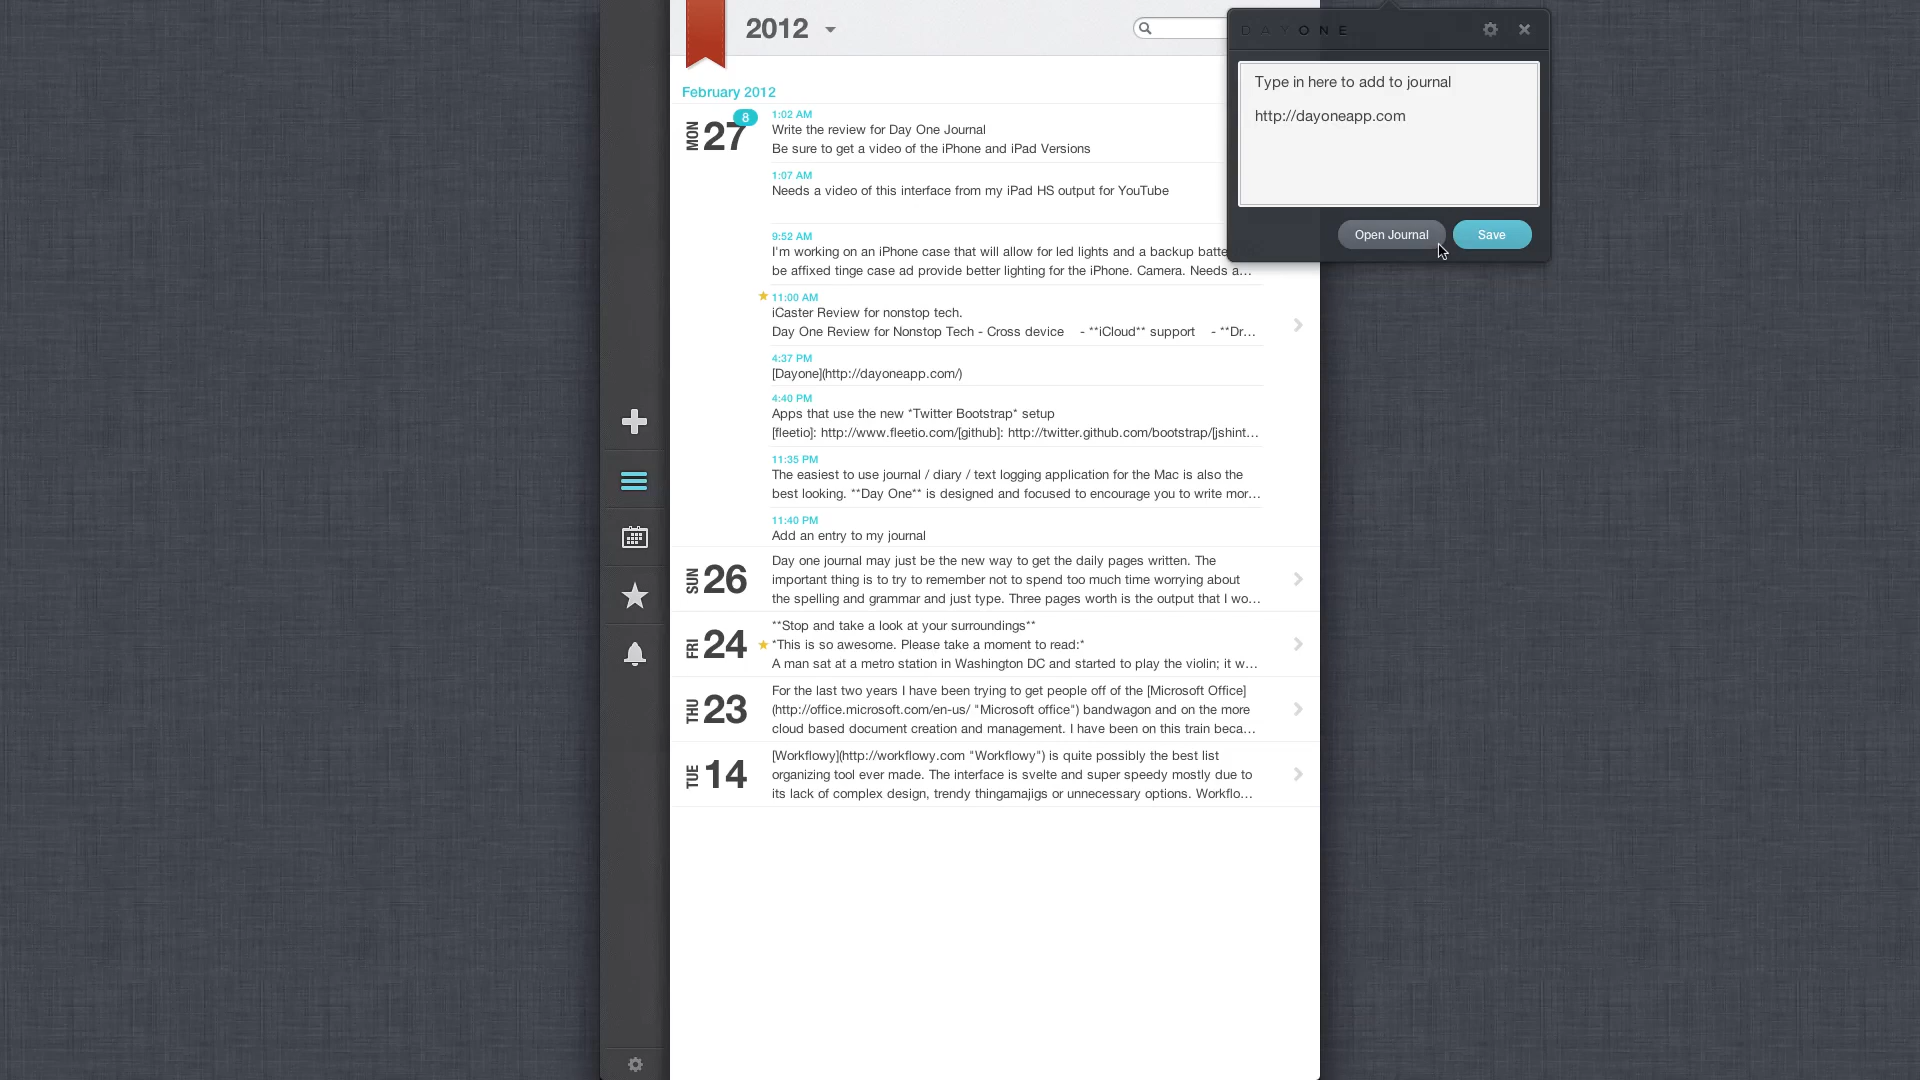 2012
DAYONE
Type in here to add to journal
http://dayoneapp.com
Open Journal
Save
February 2012
MON 27
8
1:02 AM
Write the review for Day One Journal
Be sure to get a video of the iPhone and iPad Versions
1:07 AM
Needs a video of this interface from my iPad HS output for YouTube
9:52 AM
I'm working on an iPhone case that will allow for led lights and a backup
be affixed tinge case ad provide better lighting for the iPhone. Camera. Needs a...
11:00 AM
iCaster Review for nonstop tech.
Day One Review for Nonstop Tech - Cross device - **iCloud** support - **Dr...
4:37 PM
[Dayone](http://dayoneapp.com/)
4:40 PM
Apps that use the new *Twitter Bootstrap* setup
[fleetio]: http://www.fleetio.com/[github]: http://twitter.github.com/bootstrap/[jshint...
11:35 PM
The easiest to use journal / diary / text logging application for the Mac is also the
best looking. **Day One** is designed and focused to encourage you to write mor...
11:40 PM
Add an entry to my journal
SUN 26
Day one journal may just be the new way to get the daily pages written. The
important thing is to try to remember not to spend too much time worrying about
the spelling and grammar and just type. Three pages worth is the output that I wo...
FRI 24
**Stop and take a look at your surroundings**
*This is so awesome. Please take a moment to read:*
A man sat at a metro station in Washington DC and started to play the violin; it w...
THU 23
For the last two years I have been trying to get people off of the [Microsoft Office]
(http://office.microsoft.com/en-us/ "Microsoft office") bandwagon and on the more
cloud based document creation and management. I have been on this train beca...
TUE 14
[Workflowy](http://workflowy.com "Workflowy") is quite possibly the best list
organizing tool ever made. The interface is svelte and super speedy mostly due to
its lack of complex design, trendy thingamajigs or unnecessary options. Workflo...